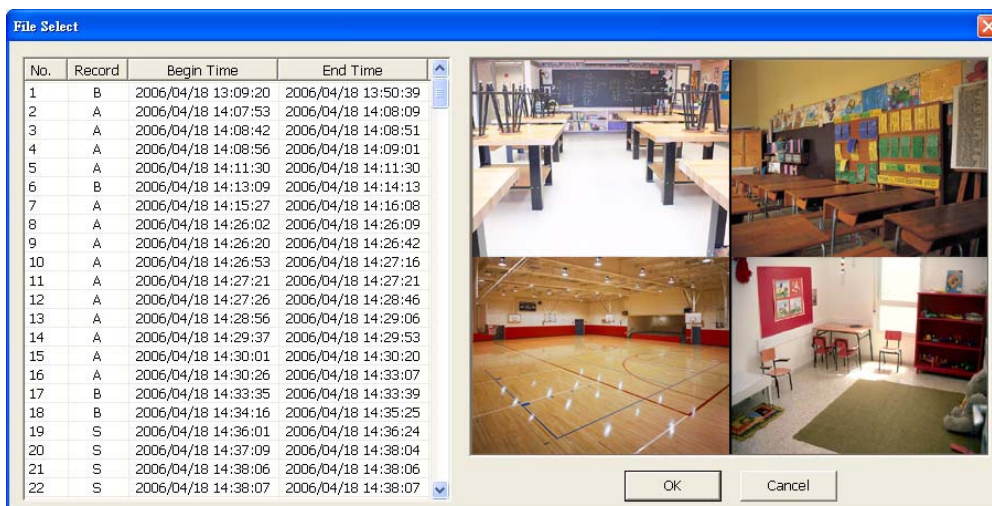 File Select
No. Record Begin Time End Time
1 B 2006/04/18 13:09:20 2006/04/18 13:50:39
2 A 2006/04/18 14:07:53 2006/04/18 14:08:09
3 A 2006/04/18 14:08:42 2006/04/18 14:08:51
4 A 2006/04/18 14:08:56 2006/04/18 14:09:01
5 A 2006/04/18 14:11:30 2006/04/18 14:11:30
6 B 2006/04/18 14:13:09 2006/04/18 14:14:13
7 A 2006/04/18 14:15:27 2006/04/18 14:16:08
8 A 2006/04/18 14:26:02 2006/04/18 14:26:09
9 A 2006/04/18 14:26:20 2006/04/18 14:26:42
10 A 2006/04/18 14:26:53 2006/04/18 14:27:16
11 A 2006/04/18 14:27:21 2006/04/18 14:27:21
12 A 2006/04/18 14:27:26 2006/04/18 14:28:46
13 A 2006/04/18 14:28:56 2006/04/18 14:29:06
14 A 2006/04/18 14:29:37 2006/04/18 14:29:53
15 A 2006/04/18 14:30:01 2006/04/18 14:30:20
16 A 2006/04/18 14:30:26 2006/04/18 14:33:07
17 B 2006/04/18 14:33:35 2006/04/18 14:33:39
18 B 2006/04/18 14:34:16 2006/04/18 14:35:25
19 S 2006/04/18 14:36:01 2006/04/18 14:36:24
20 S 2006/04/18 14:37:09 2006/04/18 14:38:04
21 S 2006/04/18 14:38:06 2006/04/18 14:38:06
22 S 2006/04/18 14:38:07 2006/04/18 14:38:07
OK Cancel